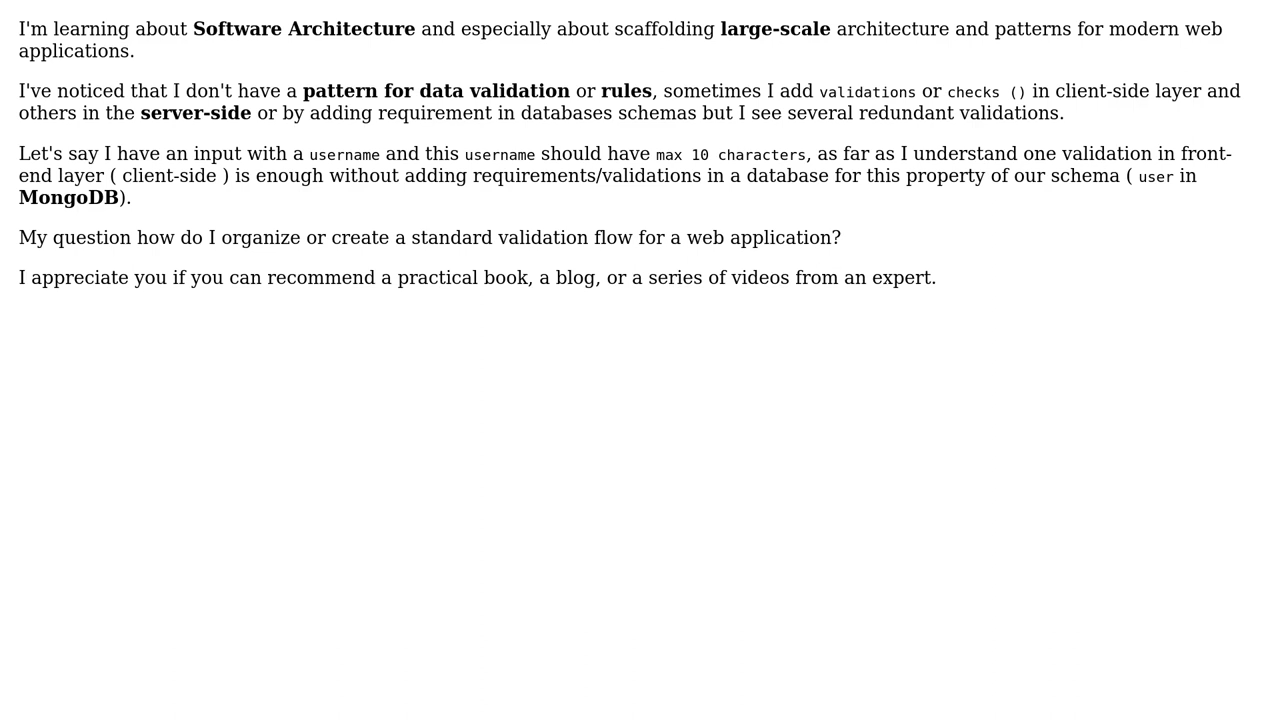 I'm learning about Software Architecture and especially about scaffolding large-scale architecture and patterns for modern web
applications.
I've noticed that I don't have a pattern for data validation or rules, sometimes I add validations or checks () in client-side layer and
others in the server-side or by adding requirement in databases schemas but I see several redundant validations.
Let's say I have an input with a username and this username should have max 10 characters, as far as I understand one validation in front-
end layer ( client-side ) is enough without adding requirements/validations in a database for this property of our schema ( user in
MongoDB).
My question how do I organize or create a standard validation flow for a web application?
I appreciate you if you can recommend a practical book, a blog, or a series of videos from an expert.